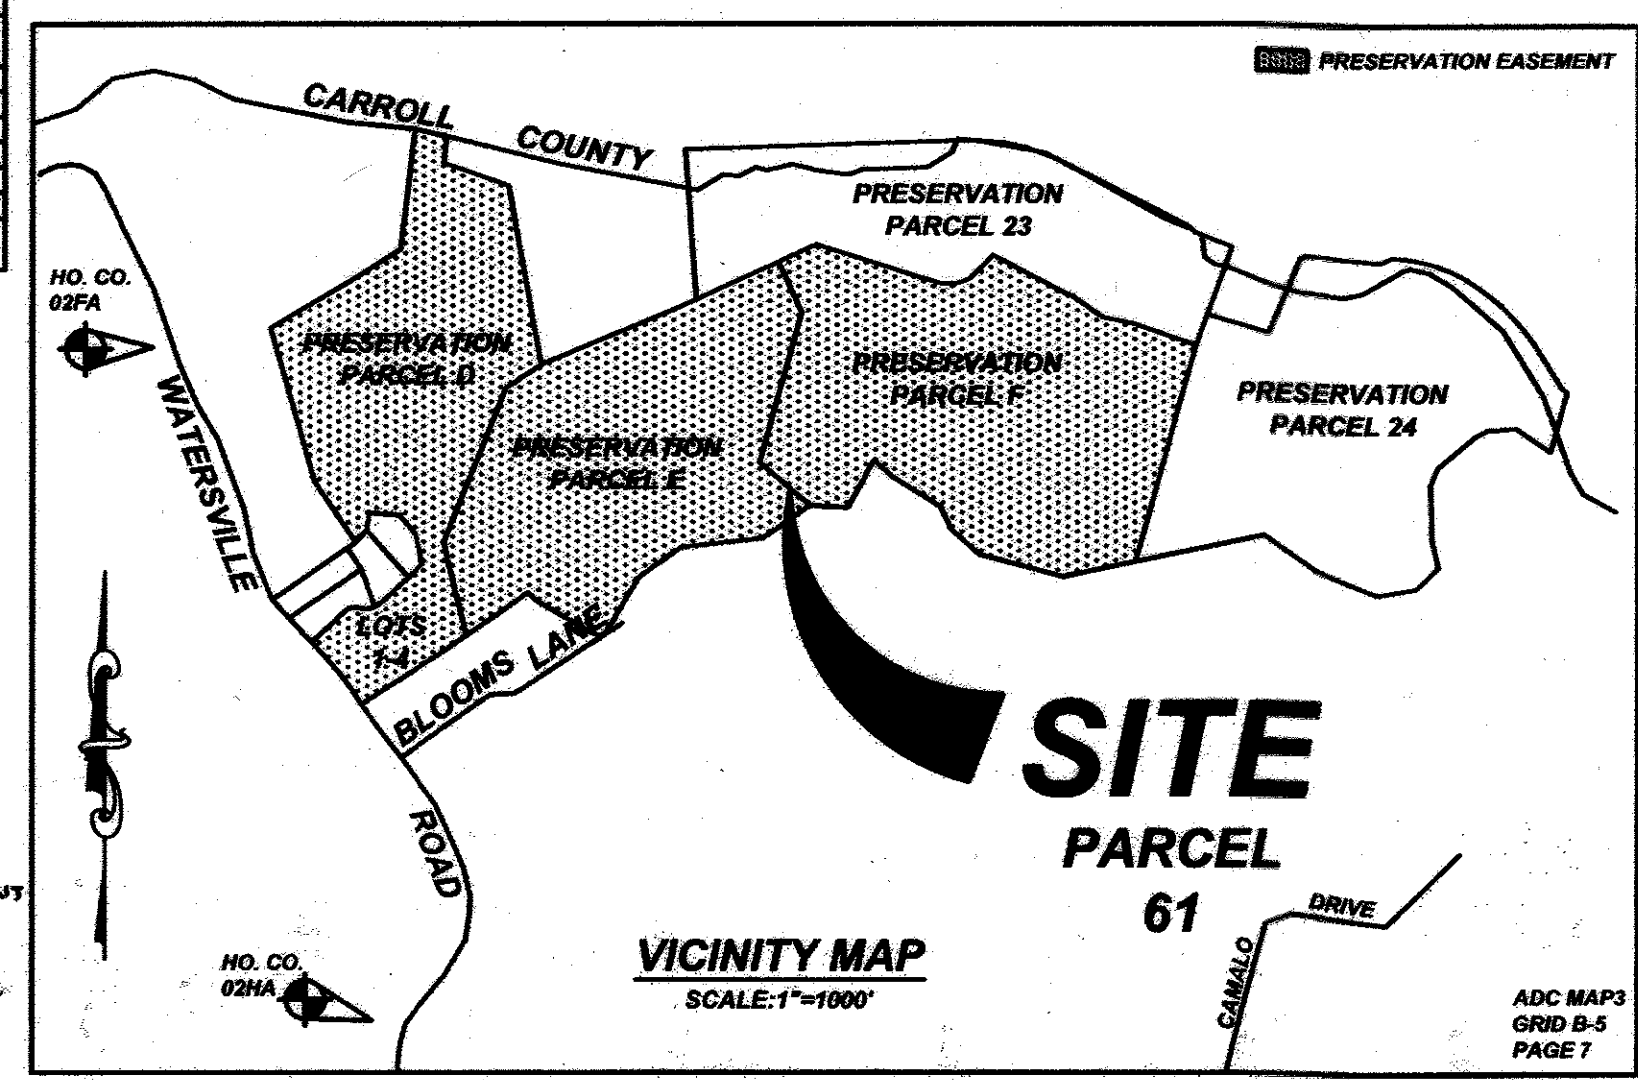 PRESERVATION EASEMENT
CARROLL COUNTY
PRESERVATION
PARCEL 23
HO. CO.
02FA
PRESERVATION
PARCEL D
PRESERVATION
PARCEL F
PRESERVATION
PARCEL 24
PRESERVATION
PARCEL E
WATERSVILLE ROAD
LOTS
1-4
BLOOMS LANE
SITE
PARCEL
61
HO. CO.
02HA
VICINITY MAP
SCALE:1"=1000'
CAMALO DRIVE
ADC MAP3
GRID B-5
PAGE 7